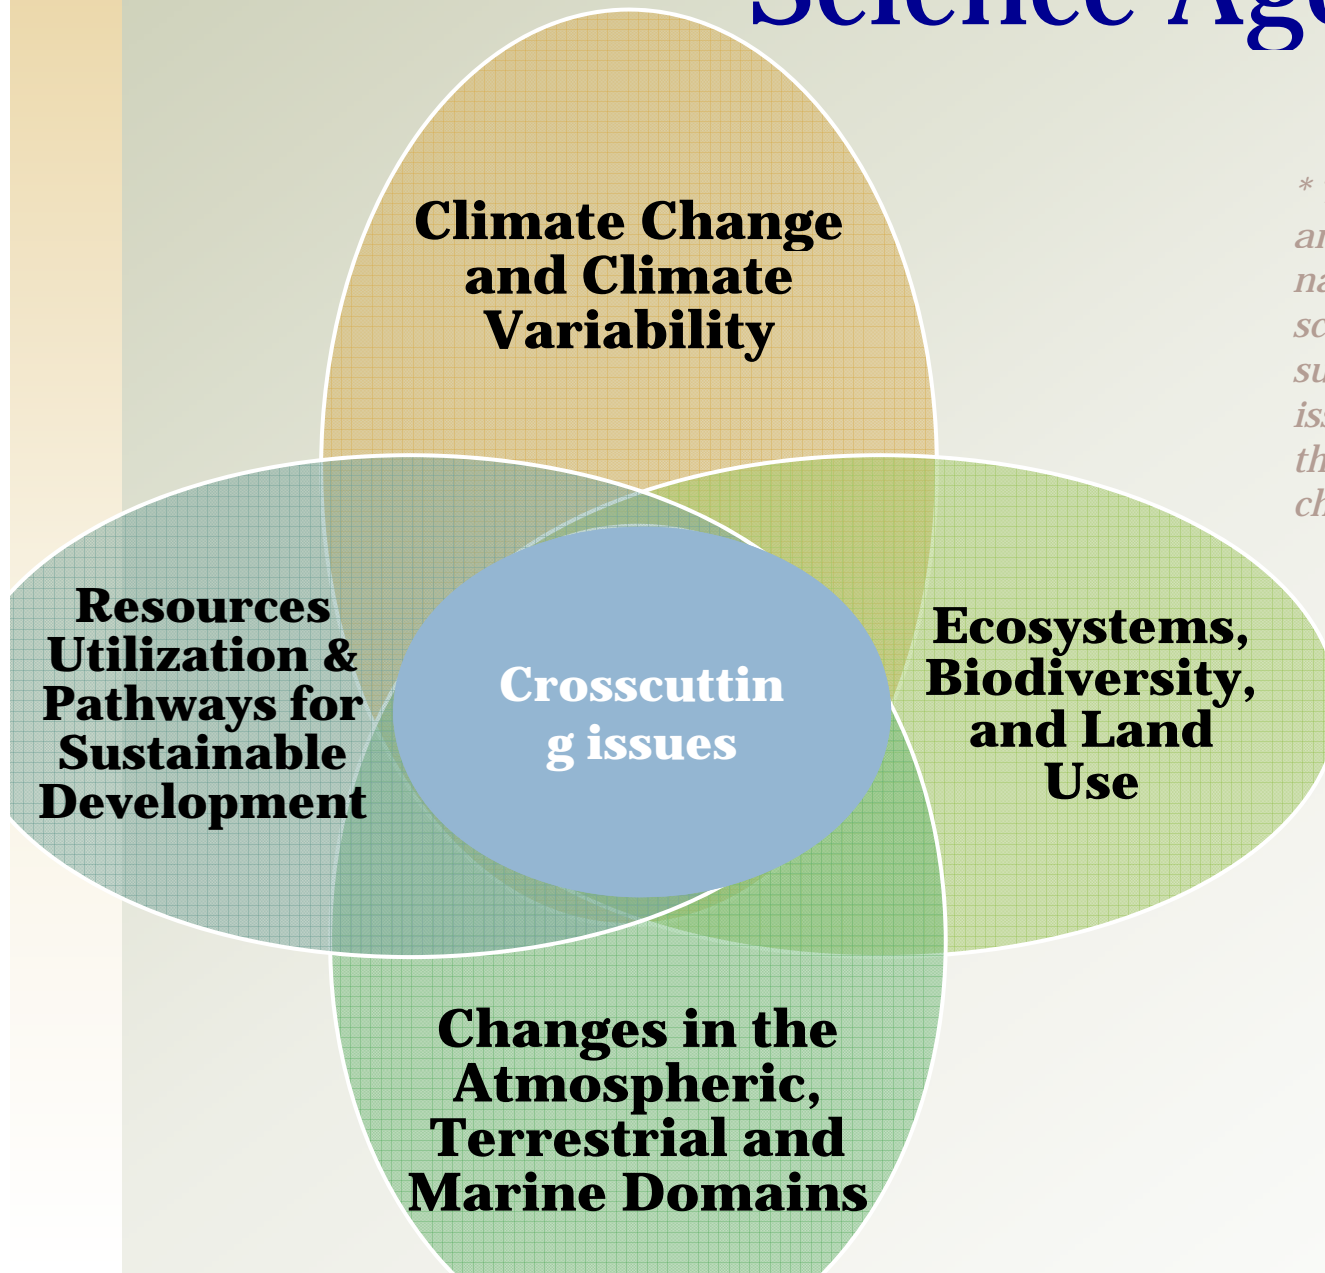 Science
*
Climate Change
and Climate
Variability
Resources
Utilization &
Pathways for
Sustainable
Development
Crosscuttin
g issues
Ecosystems,
Biodiversity,
and Land
Use
Changes in the
Atmospheric,
Terrestrial and
Marine Domains